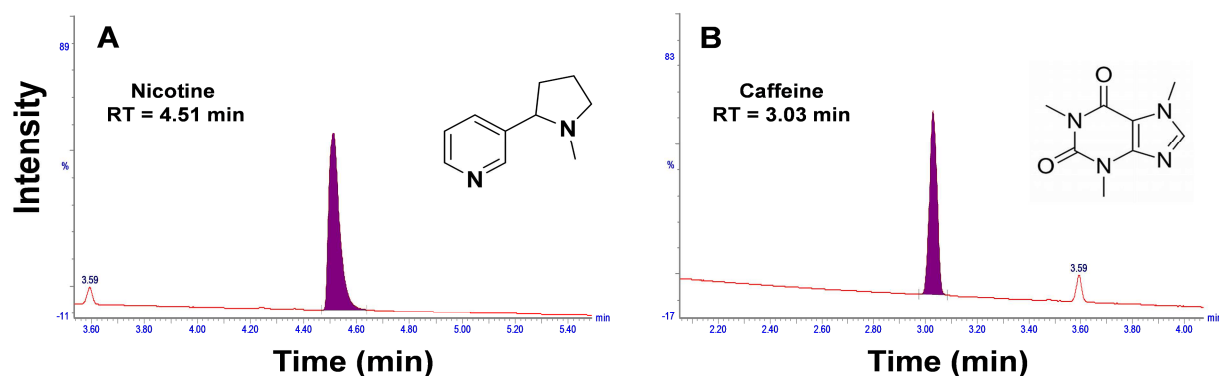 A
89
Nicotine
RT = 4.51 min
N
N
Intensity
%
3.59
-11
3.60 4.00 4.20 4.40 4.60 4.80 5.00 5.20 5.40 min
Time (min)
B
83
Caffeine
RT = 3.03 min
O
N
N
O
N
N
%
3.59
-17
2.20 2.40 2.60 2.80 3.00 3.20 3.40 3.60 3.80 4.00 min
Time (min)